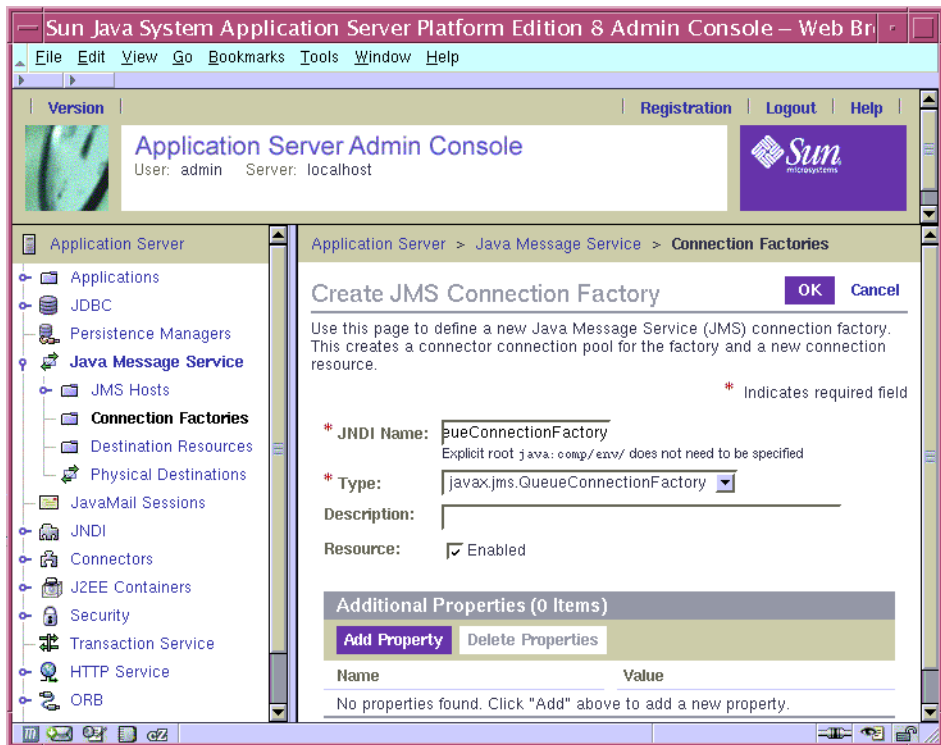 Sun Java System Application Server Platform Edition 8 Admin Console – Web Br
File Edit View Go Bookmarks Tools Window Help
Version
Registration Logout Help
Application Server Admin Console
User: admin Server: localhost
Sun
microsystems
Application Server
Applications
JDBC
Persistence Managers
Java Message Service
JMS Hosts
Connection Factories
Destination Resources
Physical Destinations
JavaMail Sessions
JNDI
Connectors
J2EE Containers
Security
Transaction Service
HTTP Service
ORB
Application Server > Java Message Service > Connection Factories
Create JMS Connection Factory
OK Cancel
Use this page to define a new Java Message Service (JMS) connection factory.
This creates a connector connection pool for the factory and a new connection
resource.
* Indicates required field
* JNDI Name: eueConnectionFactory
Explicit root java:comp/env/ does not need to be specified
* Type: javax.jms.QueueConnectionFactory
Description:
Resource: Enabled
Additional Properties (0 Items)
Add Property Delete Properties
Name Value
No properties found. Click "Add" above to add a new property.